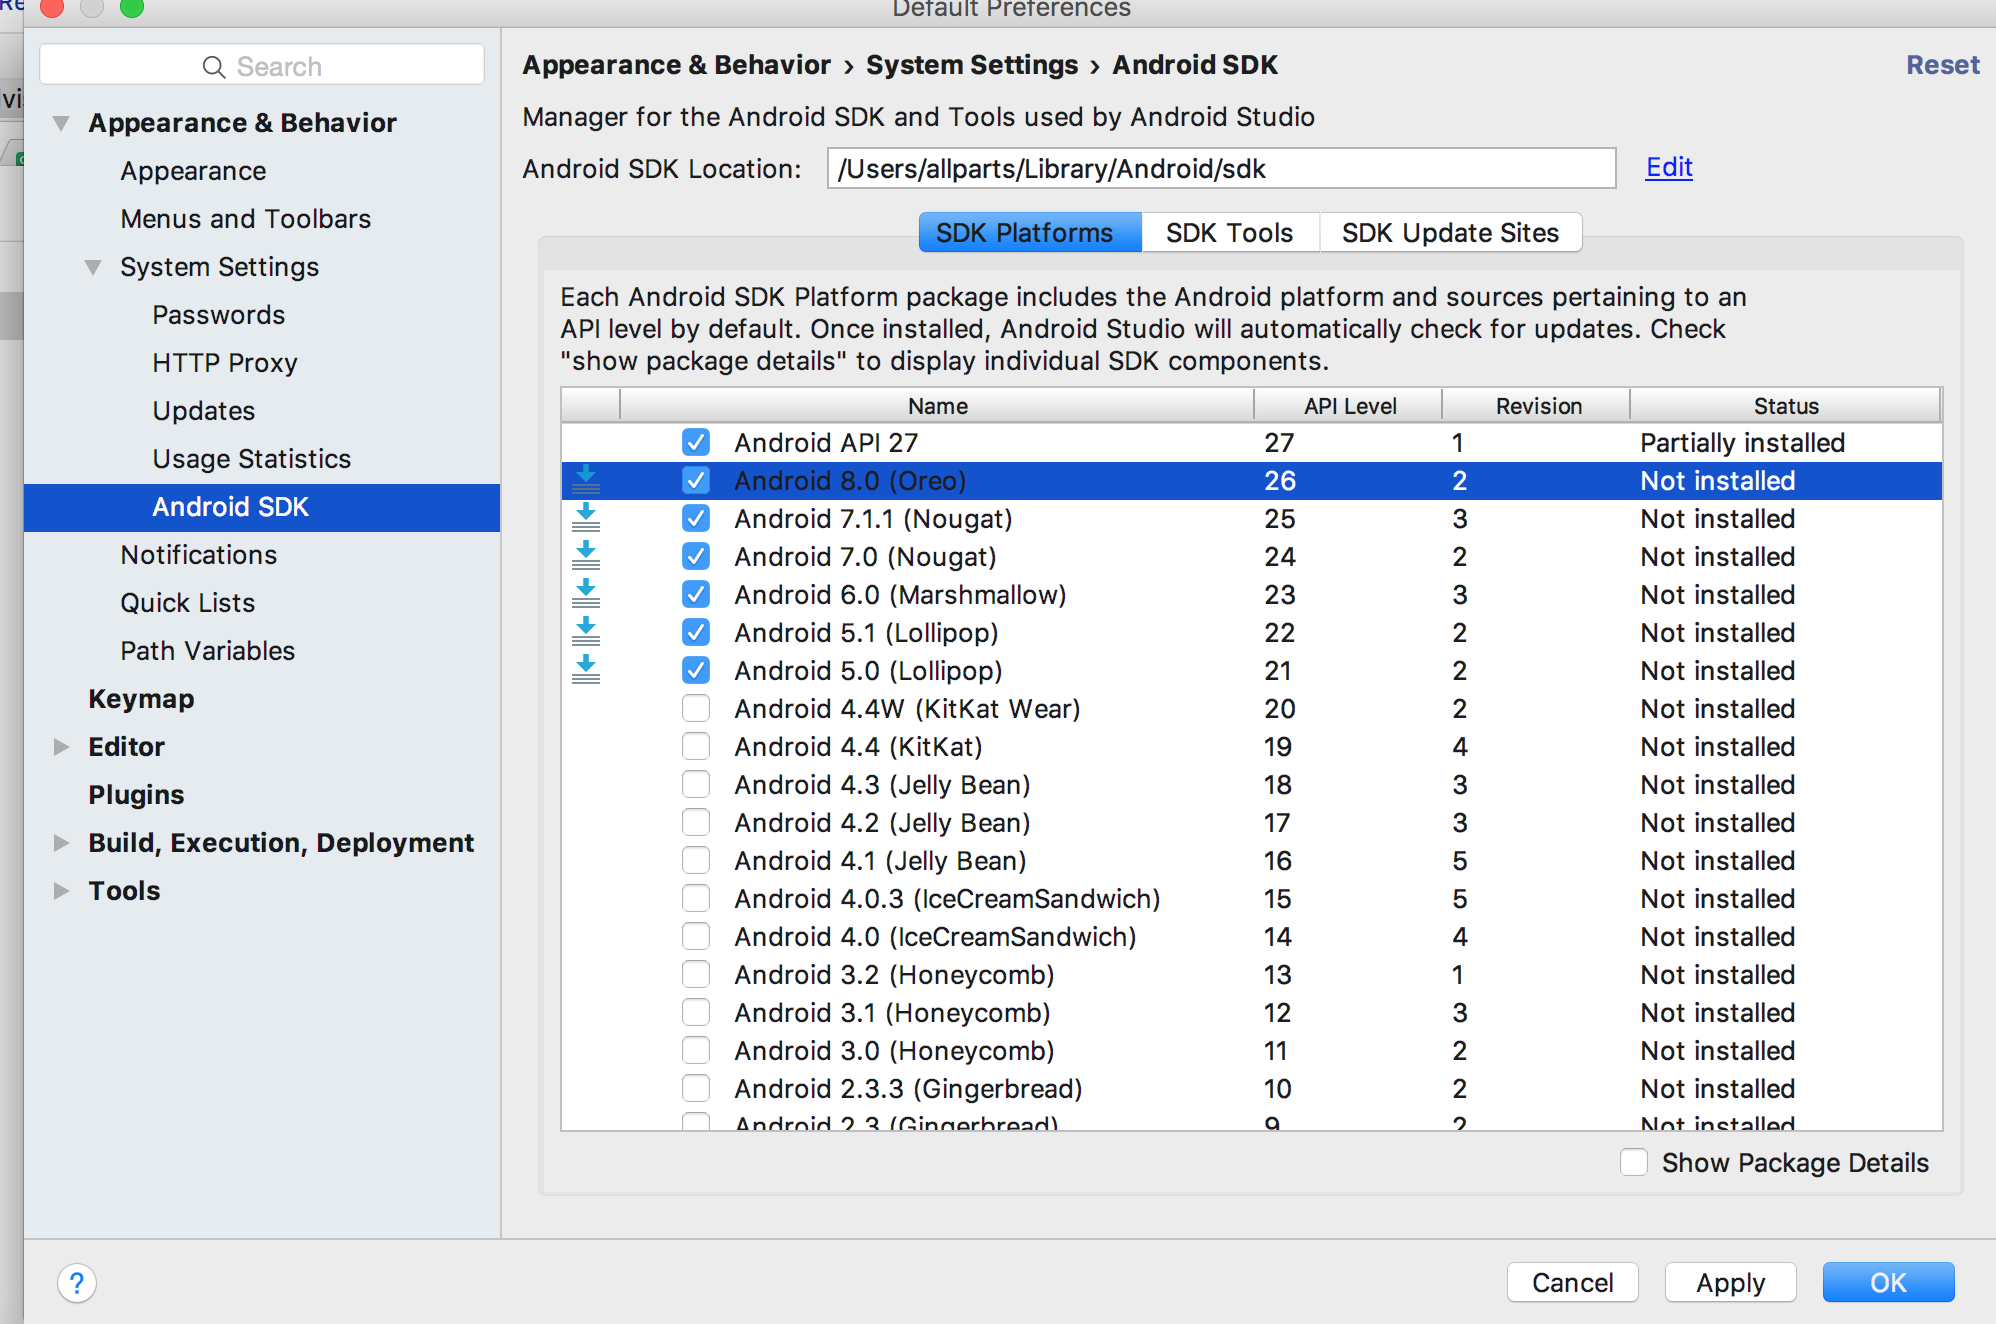 Default Preferences
Search
Appearance & Behavior
Appearance
Menus and Toolbars
System Settings
Passwords
HTTP Proxy
Updates
Usage Statistics
Android SDK
Notifications
Quick Lists
Path Variables
Keymap
Editor
Plugins
Build, Execution, Deployment
Tools
Appearance & Behavior › System Settings › Android SDK
Reset
Manager for the Android SDK and Tools used by Android Studio
Android SDK Location: /Users/allparts/Library/Android/sdk Edit
SDK Platforms SDK Tools SDK Update Sites
Each Android SDK Platform package includes the Android platform and sources pertaining to an
API level by default. Once installed, Android Studio will automatically check for updates. Check
"show package details" to display individual SDK components.
Name API Level Revision Status
Android API 27 27 1 Partially installed
Android 8.0 (Oreo) 26 2 Not installed
Android 7.1.1 (Nougat) 25 3 Not installed
Android 7.0 (Nougat) 24 2 Not installed
Android 6.0 (Marshmallow) 23 3 Not installed
Android 5.1 (Lollipop) 22 2 Not installed
Android 5.0 (Lollipop) 21 2 Not installed
Android 4.4W (KitKat Wear) 20 2 Not installed
Android 4.4 (KitKat) 19 4 Not installed
Android 4.3 (Jelly Bean) 18 3 Not installed
Android 4.2 (Jelly Bean) 17 3 Not installed
Android 4.1 (Jelly Bean) 16 5 Not installed
Android 4.0.3 (IceCreamSandwich) 15 5 Not installed
Android 4.0 (IceCreamSandwich) 14 4 Not installed
Android 3.2 (Honeycomb) 13 1 Not installed
Android 3.1 (Honeycomb) 12 3 Not installed
Android 3.0 (Honeycomb) 11 2 Not installed
Android 2.3.3 (Gingerbread) 10 2 Not installed
Android 2.3 (Gingerbread) 9 2 Not installed
Show Package Details
?
Cancel Apply OK